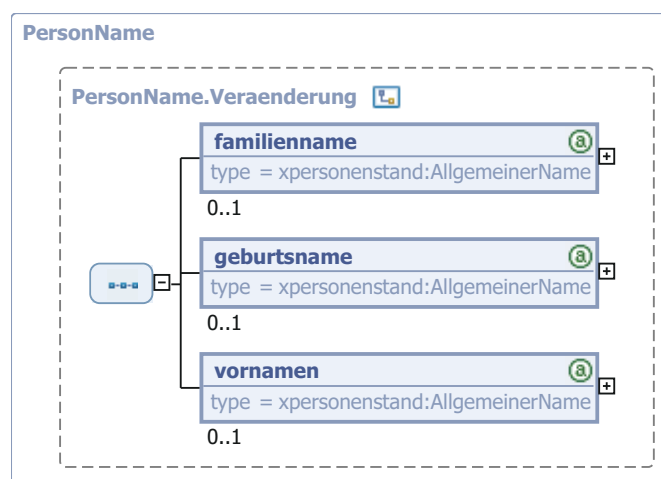 PersonName
PersonName.Veraenderung
familienname @
type = xpersonenstand:AllgemeinerName
0..1
geburtsname @
type = xpersonenstand:AllgemeinerName
0..1
vornamen @
type = xpersonenstand:AllgemeinerName
0..1